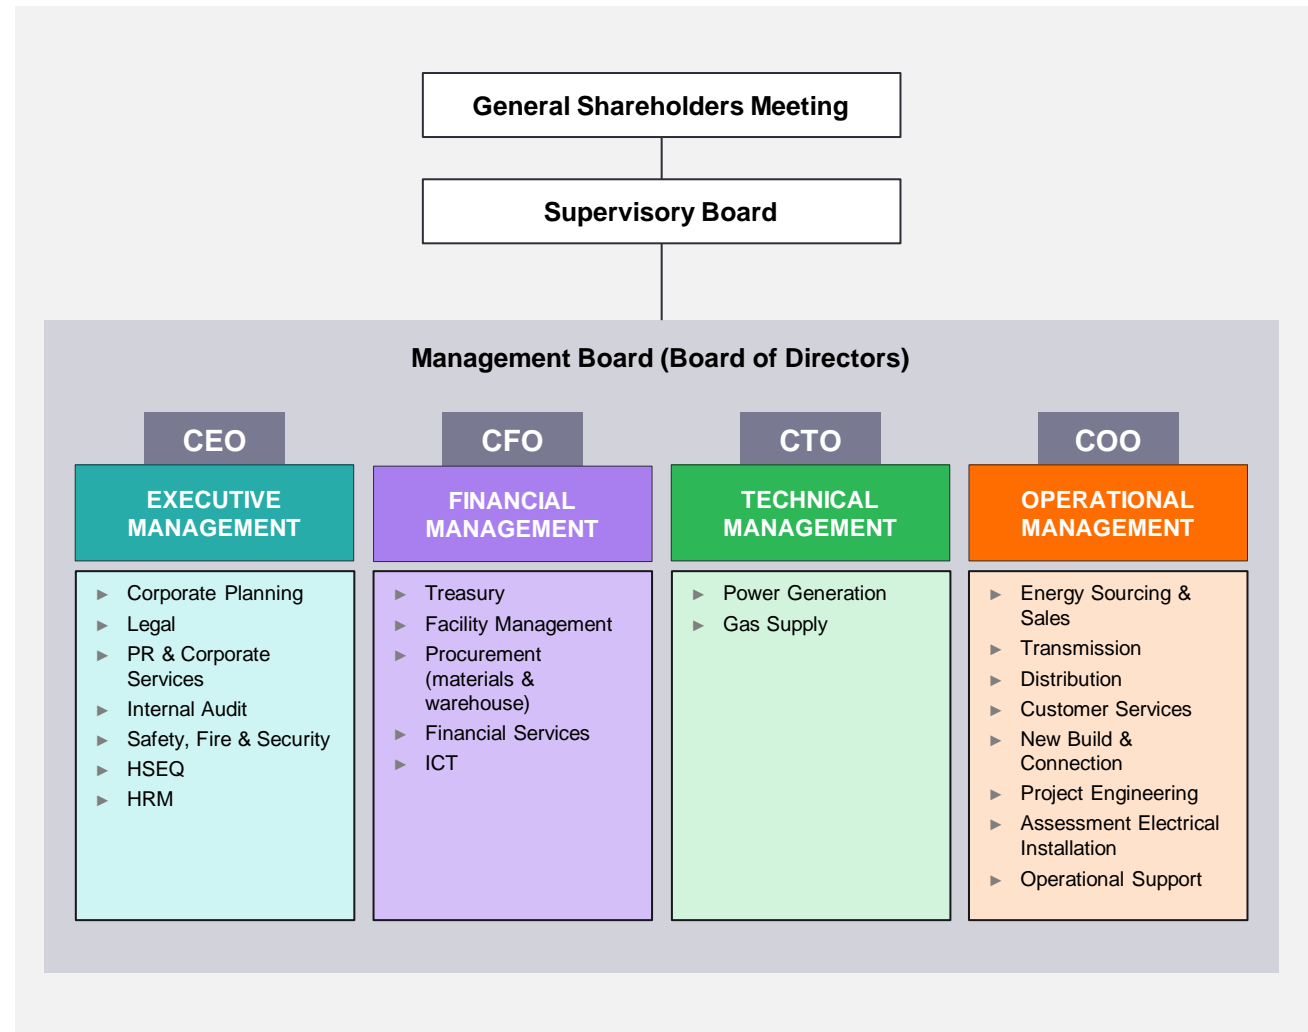 General Shareholders Meeting
Supervisory Board
Management Board (Board of Directors)
CEO
EXECUTIVE
MANAGEMENT
► Corporate Planning
► Legal
► PR & Corporate
Services
► Internal Audit
► Safety, Fire & Security
► HSEQ
► HRM
CFO
FINANCIAL
MANAGEMENT
► Treasury
► Facility Management
► Procurement
(materials &
warehouse)
► Financial Services
► ICT
CTO
TECHNICAL
MANAGEMENT
► Power Generation
► Gas Supply
COO
OPERATIONAL
MANAGEMENT
► Energy Sourcing &
Sales
► Transmission
► Distribution
► Customer Services
► New Build &
Connection
► Project Engineering
► Assessment Electrical
Installation
► Operational Support